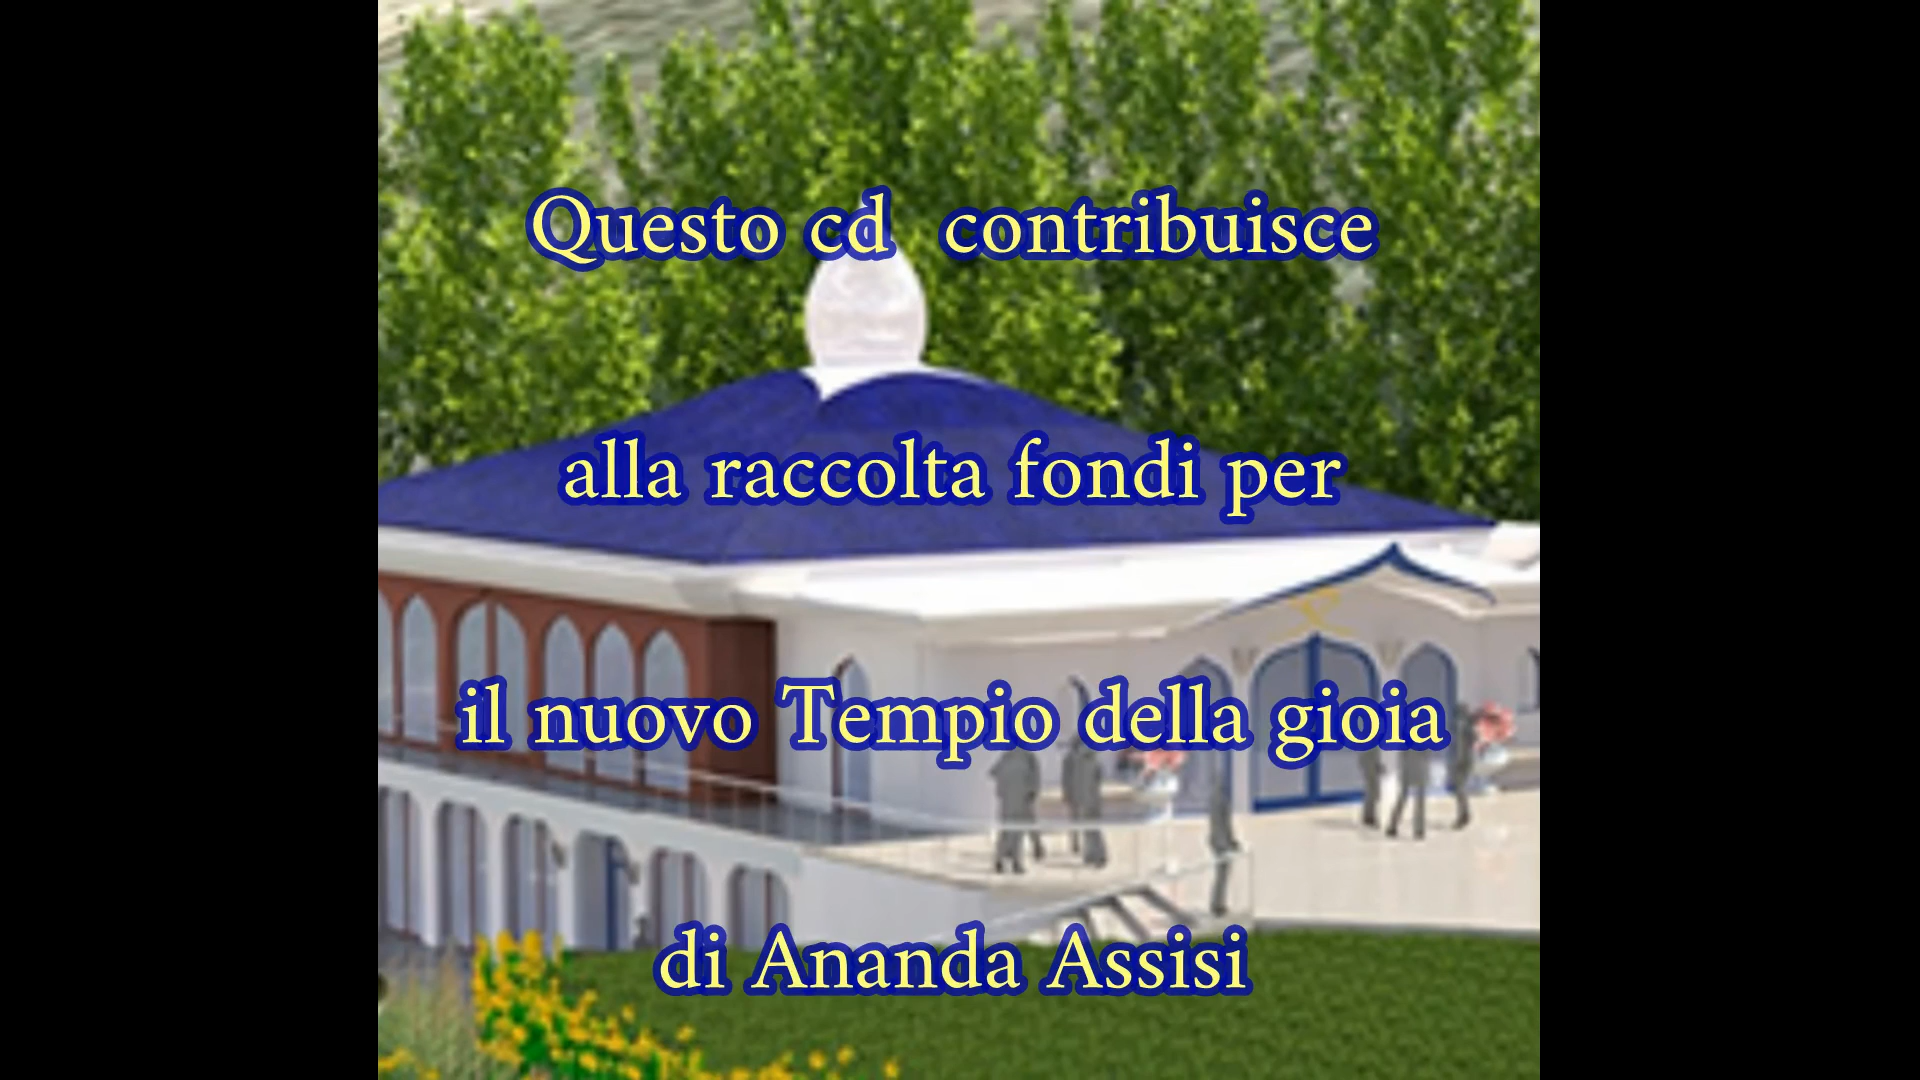 Questo cd contribuisce
alla raccolta fondi per
il nuovo Tempio della gioia
di Ananda Assisi